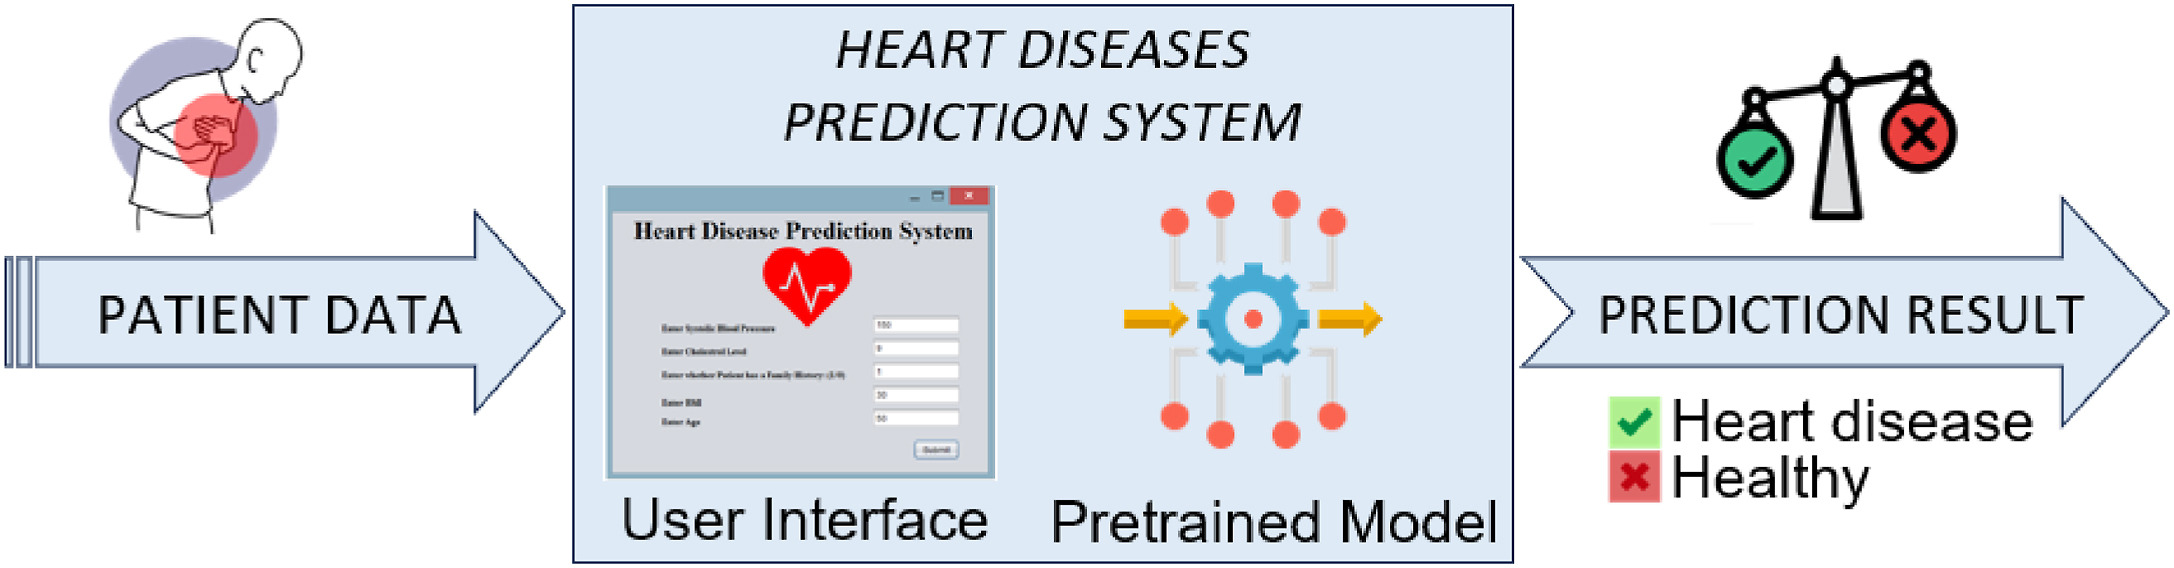 HEART DISEASES
PREDICTION SYSTEM
PATIENT DATA
Heart Disease Prediction System
Enter Systolic Blood Pressure
150
Enter Cholestrol Level
9
Enter whether Patient has a Family History: (1/0)
1
Enter BMI
30
Enter Age
50
Submit
User Interface
Pretrained Model
PREDICTION RESULT
Heart disease
Healthy